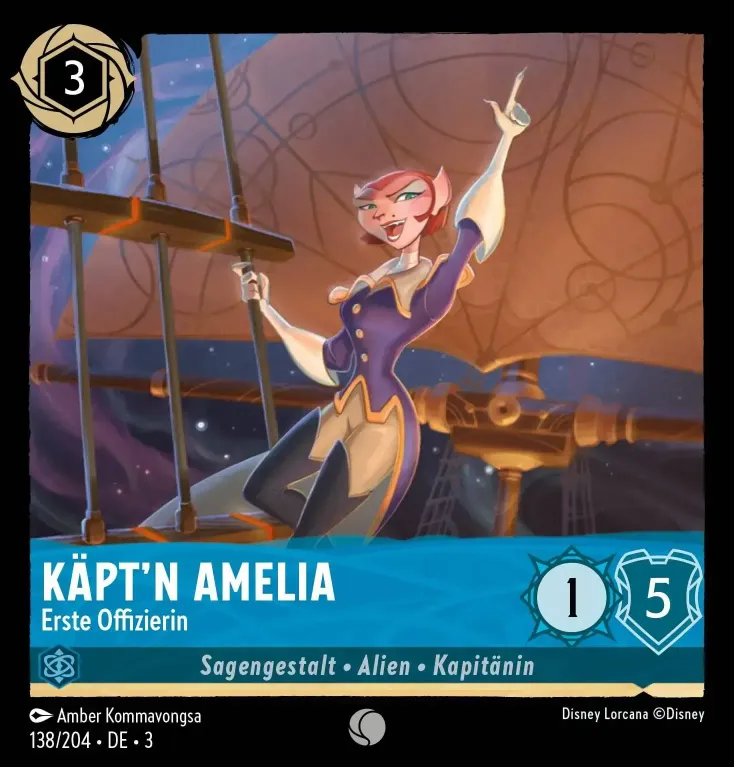 3
KÄPT'N AMELIA
Erste Offizierin
1
5
Sagengestalt • Alien • Kapitänin
Amber Kommavongsa
Disney Lorcana ©Disney
138/204 • DE • 3